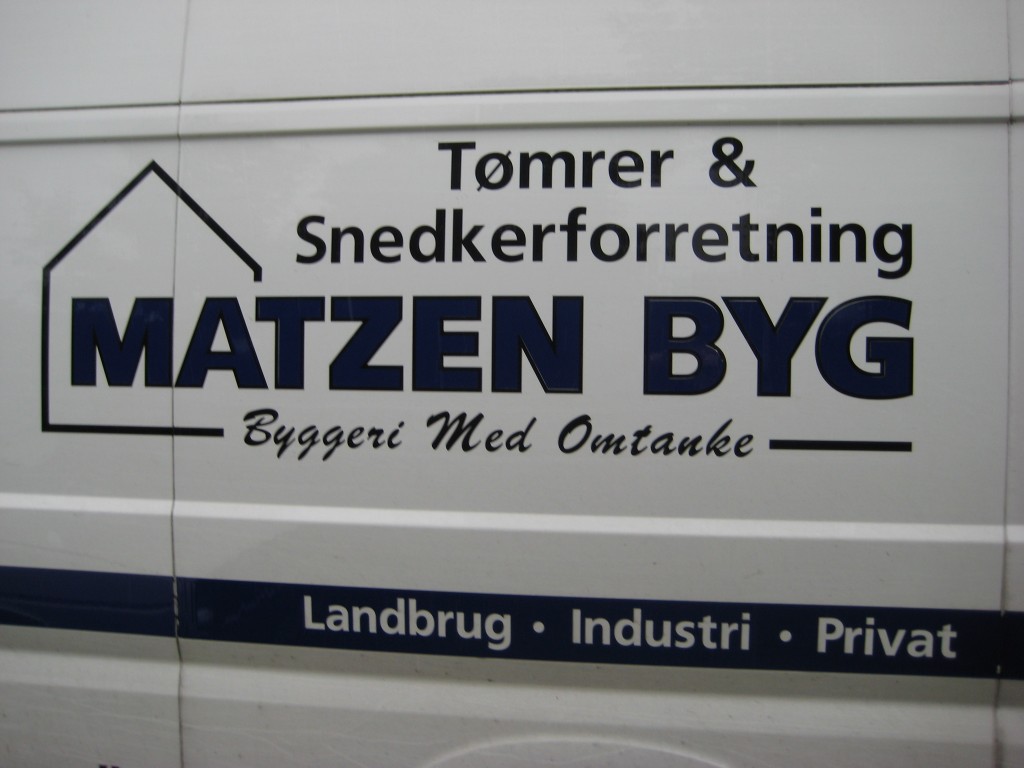 Tømrer &
Snedkerforretning
MATZEN BYG
Byggeri Med Omtanke
Landbrug • Industri • Privat